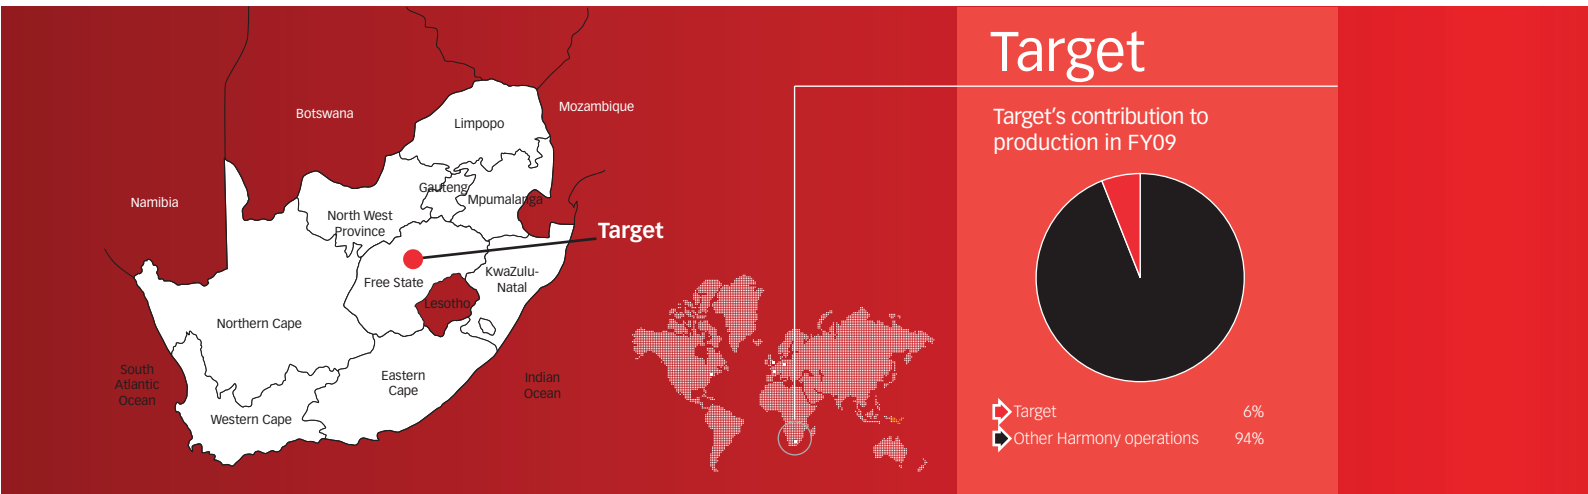 Botswana
Mozambique
Limpopo
Gauteng
Mpumalanga
Namibia
North West
Province
Target
Free State
KwaZulu-
Natal
Lesotho
Northern Cape
South
Atlantic
Ocean
Eastern
Cape
Indian
Ocean
Western Cape
Target
Target’s contribution to
production in FY09
Target 6%
Other Harmony operations 94%